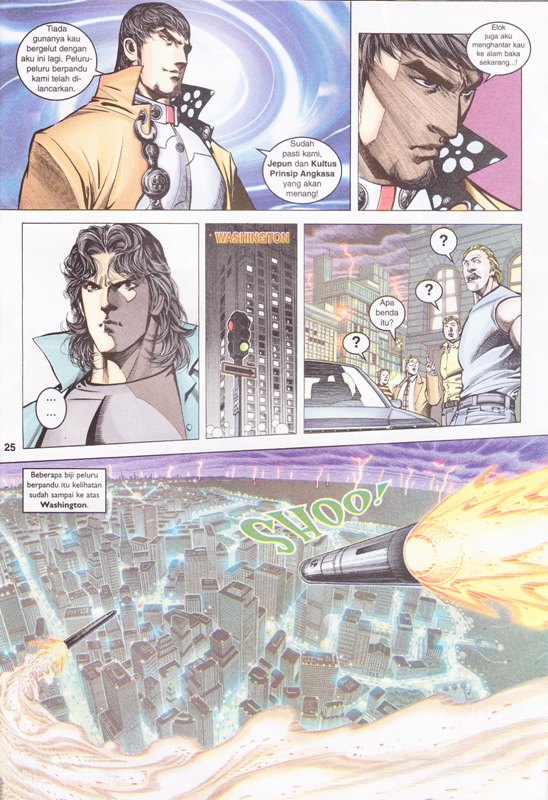 Tiada
gunanya kau
bergelut dengan
aku ini lagi. Peluru-
peluru berpandu
kami telah di-
lancarkan.
Sudah
pasti kami,
Jepun dan Kultus
Prinsip Angkasa
yang akan
menang!
Elok
juga aku
menghantar kau
ke alam baka
sekarang...!
...
...
WASHINGTON
?
Apa
benda
itu?
?
?
25
Beberapa biji peluru
berpandu itu kelihatan
sudah sampai ke atas
Washington.
SHOO!